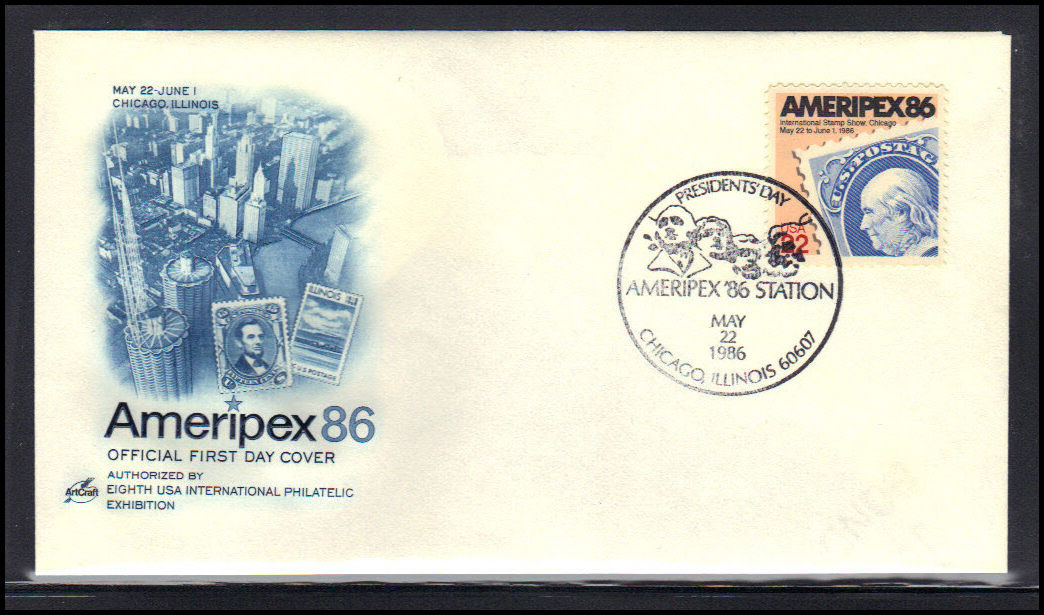 MAY 22-JUNE 1
CHICAGO, ILLINOIS
ILLINOIS
U.S. POSTAGE
Ameripex 86
OFFICIAL FIRST DAY COVER
ArtCraft
AUTHORIZED BY
EIGHTH USA INTERNATIONAL PHILATELIC
EXHIBITION
AMERIPEX 86
International Stamp Show, Chicago
May 22 to June 1, 1986
U.S. POSTAGE
USA
22
PRESIDENTS' DAY
AMERIPEX '86 STATION
MAY
22
1986
CHICAGO, ILLINOIS 60607